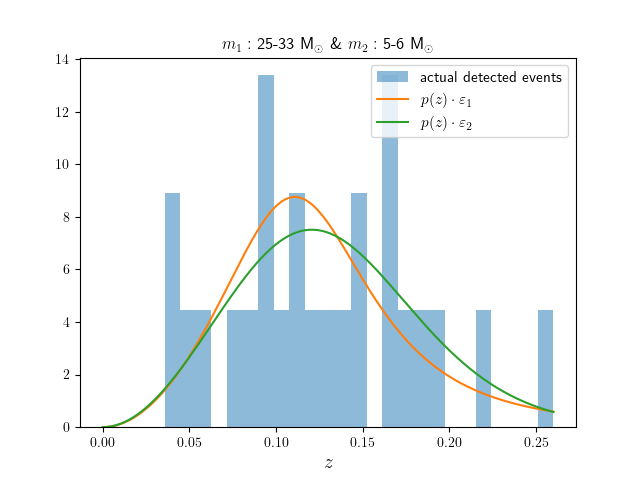 m₁ : 25-33 M⊙ & m₂ : 5-6 M⊙
14
12
10
8
6
4
2
0
actual detected events
p(z) · ε₁
p(z) · ε₂
0.00 0.05 0.10 0.15 0.20 0.25
z